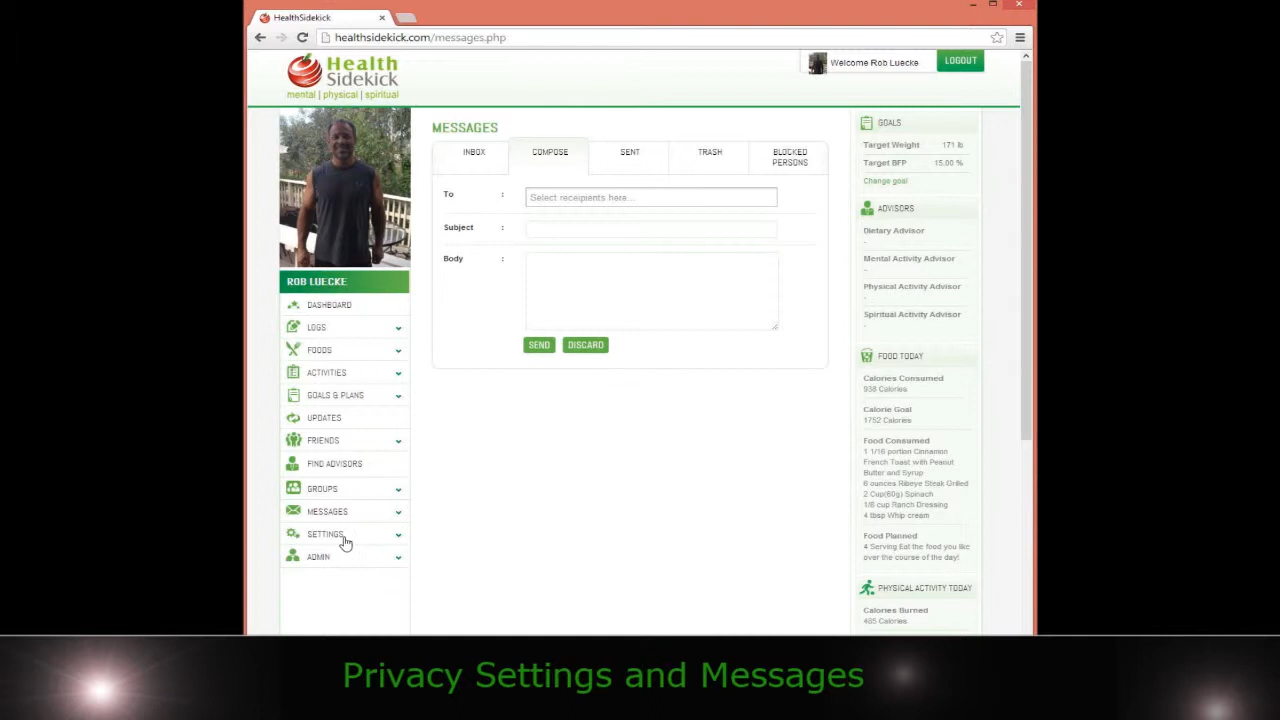 HealthSidekick
healthsidekick.com/messages.php
Health
Sidekick
mental | physical | spiritual
Welcome Rob Luecke
LOGOUT
ROB LUECKE
DASHBOARD
LOGS
FOODS
ACTIVITIES
GOALS & PLANS
UPDATES
FRIENDS
FIND ADVISORS
GROUPS
MESSAGES
SETTINGS
ADMIN
MESSAGES
INBOX
COMPOSE
SENT
TRASH
BLOCKED
PERSONS
To : Select receipients here...
Subject :
Body :
SEND
DISCARD
GOALS
Target Weight 171 lb
Target BFP 15.00 %
Change goal
ADVISORS
Dietary Advisor
-
Mental Activity Advisor
-
Physical Activity Advisor
-
Spiritual Activity Advisor
-
FOOD TODAY
Calories Consumed
938 Calories
Calorie Goal
1752 Calories
Food Consumed
1 1/16 portion Cinnamon
French Toast with Peanut
Butter and Syrup
6 ounces Ribeye Steak Grilled
2 Cup(60g) Spinach
1/8 cup Ranch Dressing
4 tbsp Whip cream
Food Planned
4 Serving Eat the food you like
over the course of the day!
PHYSICAL ACTIVITY TODAY
Calories Burned
465 Calories
Privacy Settings and Messages